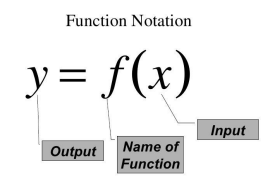 Function Notation
y = f(x)
Input
Output
Name of
Function